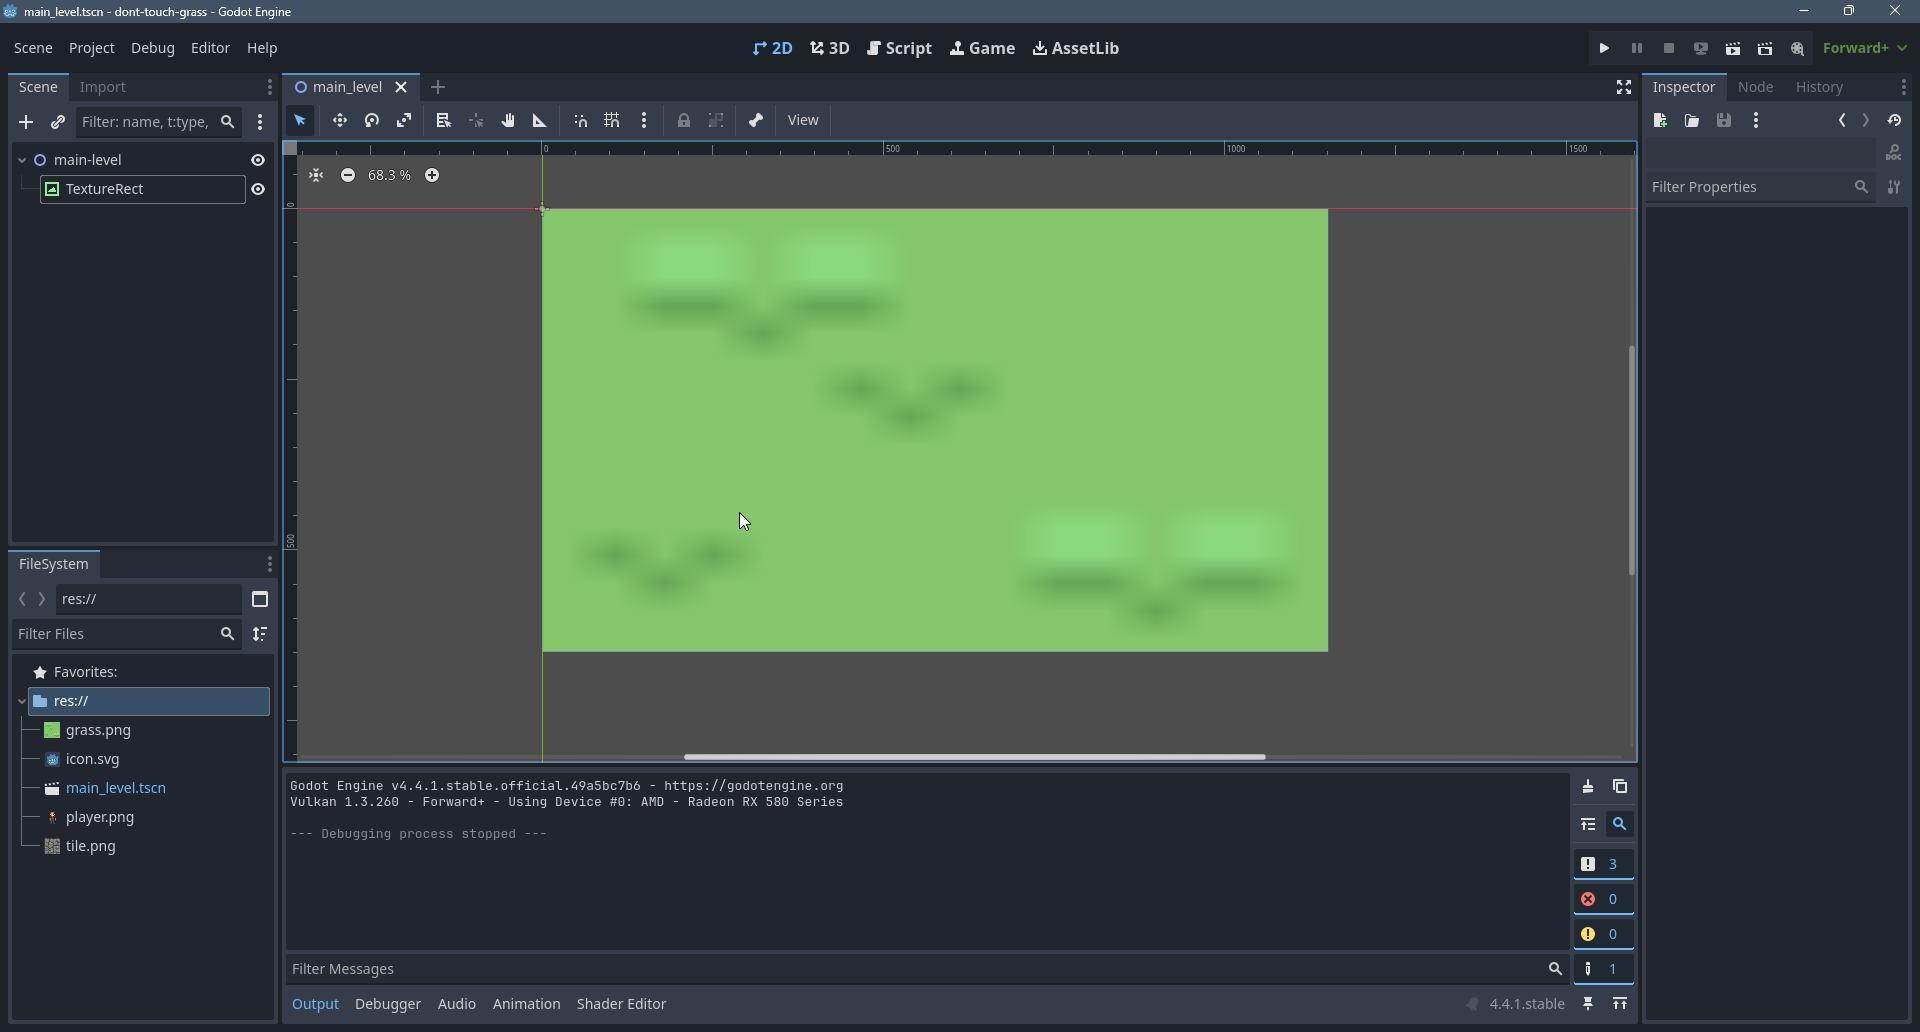 main_level.tscn - dont-touch-grass - Godot Engine
Scene Project Debug Editor Help
2D 3D Script Game AssetLib
Forward+
Scene Import
main_level
Inspector Node History
Filter: name, t:type,
View
main-level
TextureRect
0 500 1000 1500
68.3 %
0
500
Filter Properties
FileSystem
res://
Filter Files
Favorites:
res://
grass.png
icon.svg
main_level.tscn
player.png
tile.png
Godot Engine v4.4.1.stable.official.49a5bc7b6 - https://godotengine.org
Vulkan 1.3.260 - Forward+ - Using Device #0: AMD - Radeon RX 580 Series
--- Debugging process stopped ---
3
0
0
1
Filter Messages
Output Debugger Audio Animation Shader Editor
4.4.1.stable
DOC